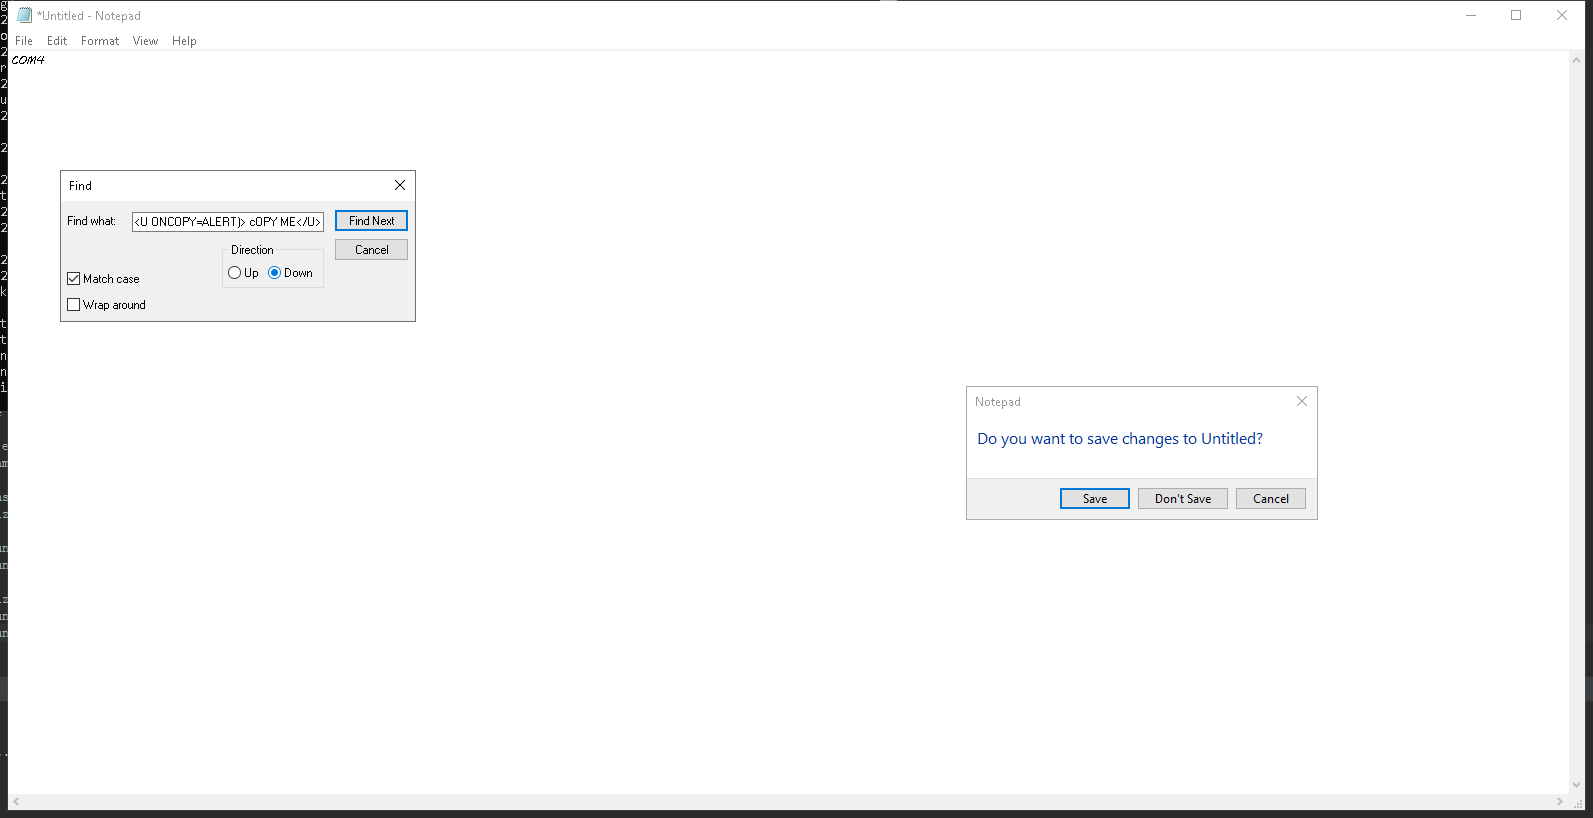 *Untitled - Notepad
File Edit Format View Help
COM4
Find
Find what: <U ONCOPY=ALERT)> cOPY ME</U> Find Next
Direction Cancel
Up Down
Match case
Wrap around
Notepad
Do you want to save changes to Untitled?
Save Don't Save Cancel